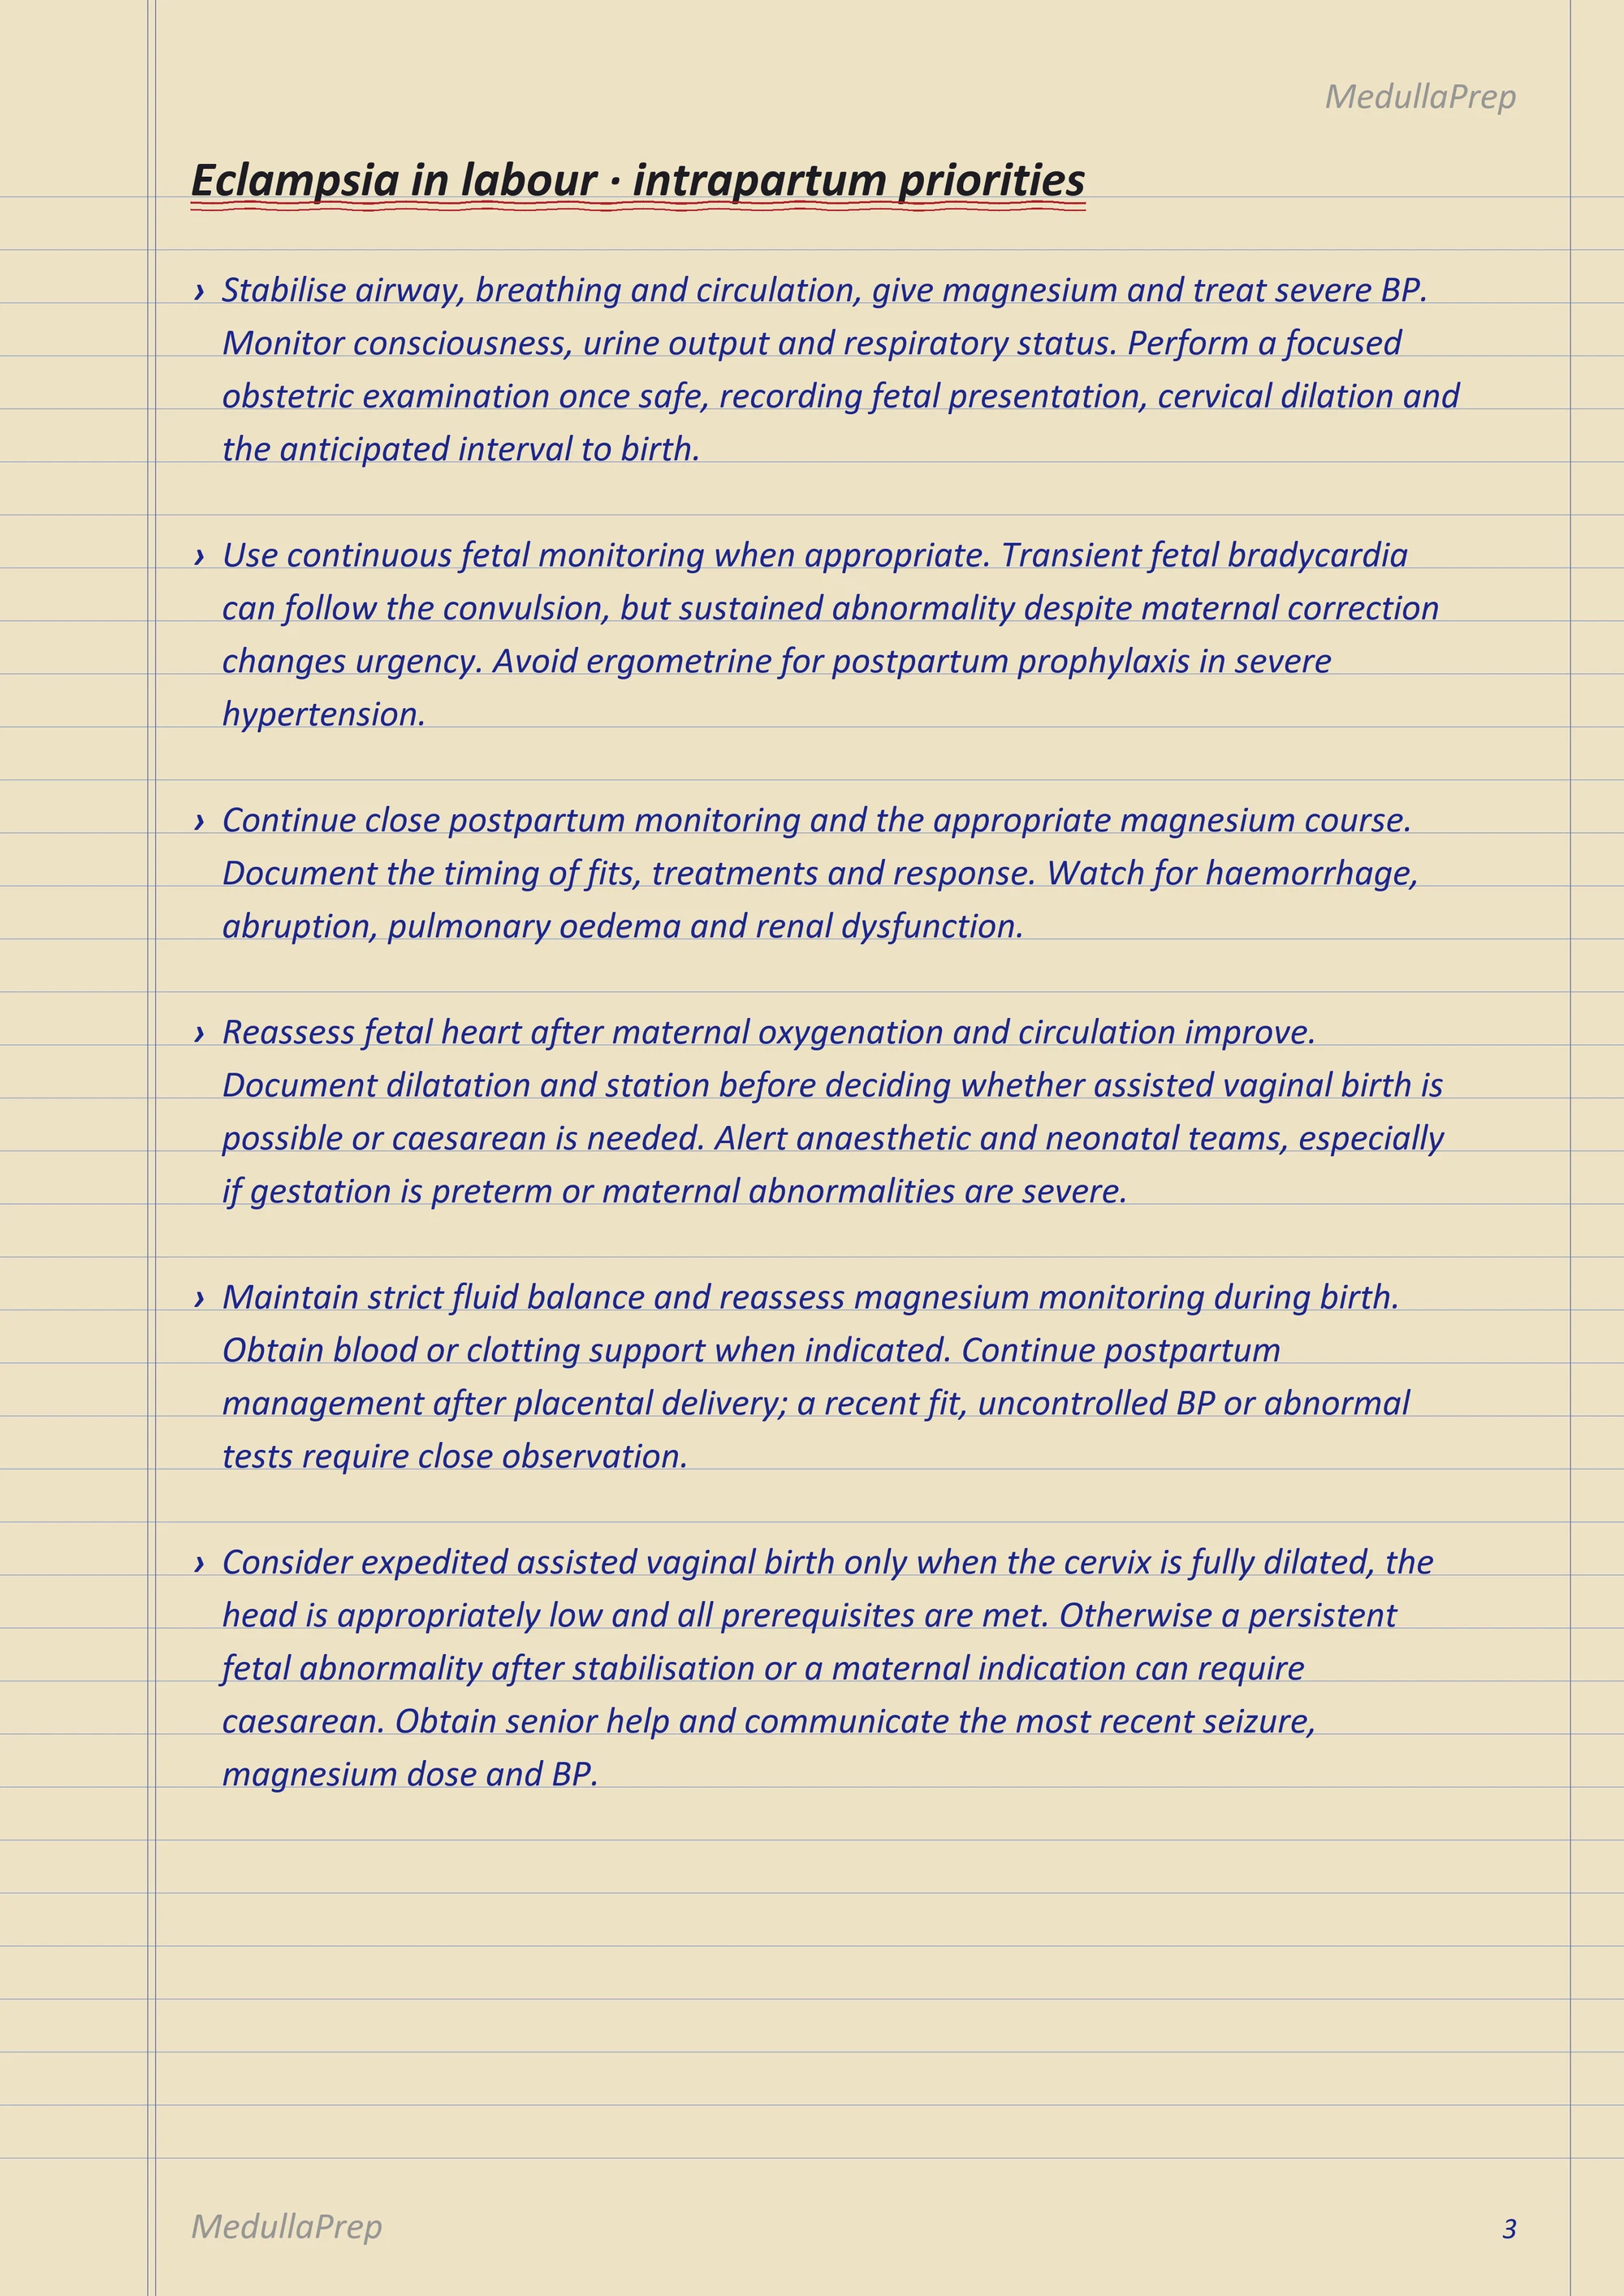 MedullaPrep
Eclampsia in labour · intrapartum priorities
› Stabilise airway, breathing and circulation, give magnesium and treat severe BP.
Monitor consciousness, urine output and respiratory status. Perform a focused
obstetric examination once safe, recording fetal presentation, cervical dilation and
the anticipated interval to birth.
› Use continuous fetal monitoring when appropriate. Transient fetal bradycardia
can follow the convulsion, but sustained abnormality despite maternal correction
changes urgency. Avoid ergometrine for postpartum prophylaxis in severe
hypertension.
› Continue close postpartum monitoring and the appropriate magnesium course.
Document the timing of fits, treatments and response. Watch for haemorrhage,
abruption, pulmonary oedema and renal dysfunction.
› Reassess fetal heart after maternal oxygenation and circulation improve.
Document dilatation and station before deciding whether assisted vaginal birth is
possible or caesarean is needed. Alert anaesthetic and neonatal teams, especially
if gestation is preterm or maternal abnormalities are severe.
› Maintain strict fluid balance and reassess magnesium monitoring during birth.
Obtain blood or clotting support when indicated. Continue postpartum
management after placental delivery; a recent fit, uncontrolled BP or abnormal
tests require close observation.
› Consider expedited assisted vaginal birth only when the cervix is fully dilated, the
head is appropriately low and all prerequisites are met. Otherwise a persistent
fetal abnormality after stabilisation or a maternal indication can require
caesarean. Obtain senior help and communicate the most recent seizure,
magnesium dose and BP.
MedullaPrep
3